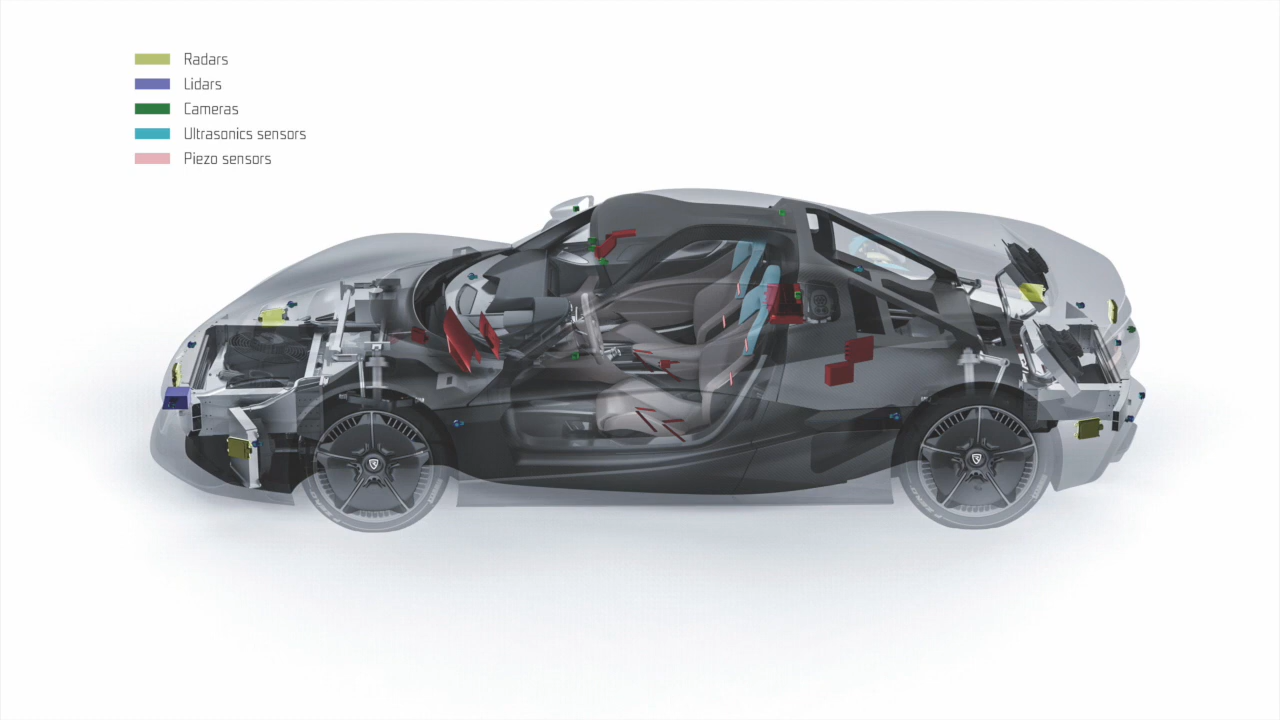 Radars
Lidars
Cameras
Ultrasonics sensors
Piezo sensors